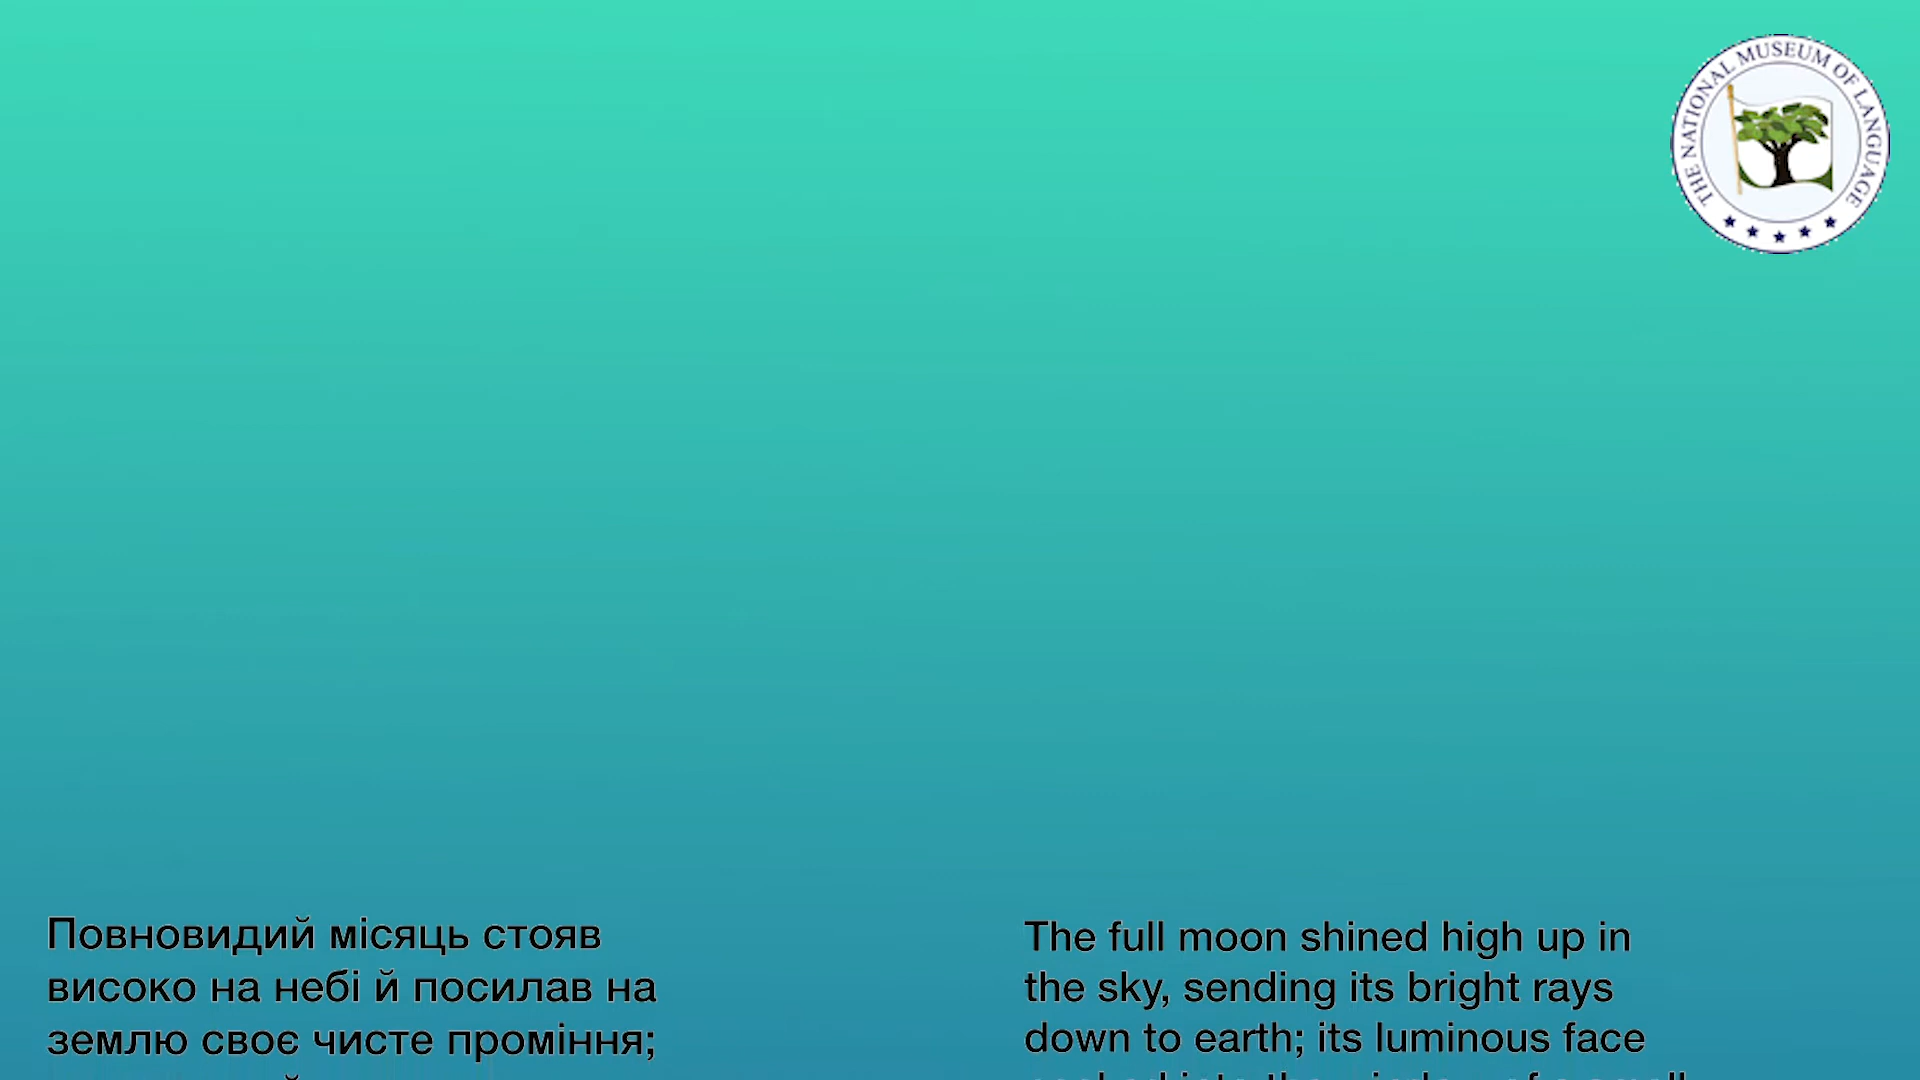 THE NATIONAL MUSEUM OF LANGUAGE
Повновидий місяць стояв
високо на небі й посилав на
землю своє чисте проміння;
The full moon shined high up in
the sky, sending its bright rays
down to earth; its luminous face